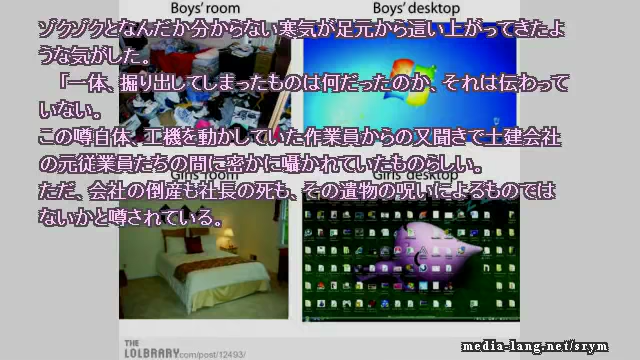 Boys' room
Boys' desktop
ゾクゾクとなんだか分からない寒気が足元から這い上がってきたよ
うな気がした。
「一体、掘り出してしまったものは何だったのか、それは伝わって
いない。
この噂自体、工機を動かしていた作業員からの又聞きで土建会社
の元従業員たちの間に密かに囁かれていたものらしい。
Girls' room
Girls' desktop
ただ、会社の倒産も社長の死も、その遺物の呪いによるものでは
ないかと噂されている。
THE
LOLBRARY.com/post/12493/
media-lang.net/srym